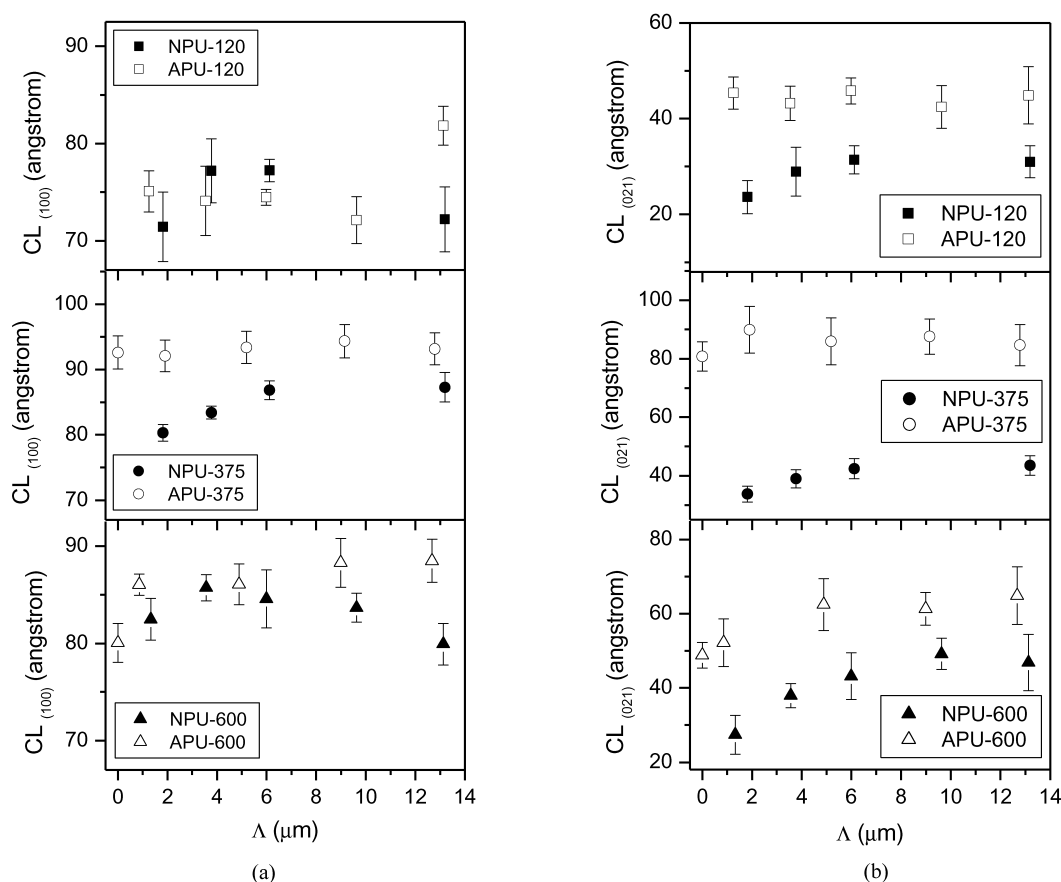 90
80
70
CL (100) (angstrom)
NPU-120
APU-120
100
90
80
70
CL (100) (angstrom)
NPU-375
APU-375
90
80
70
CL (100) (angstrom)
NPU-600
APU-600
0 2 4 6 8 10 12 14
Λ (μm)
(a)
60
40
20
CL (021) (angstrom)
NPU-120
APU-120
100
80
60
40
CL (021) (angstrom)
NPU-375
APU-375
80
60
40
20
CL (021) (angstrom)
NPU-600
APU-600
0 2 4 6 8 10 12 14
Λ (μm)
(b)